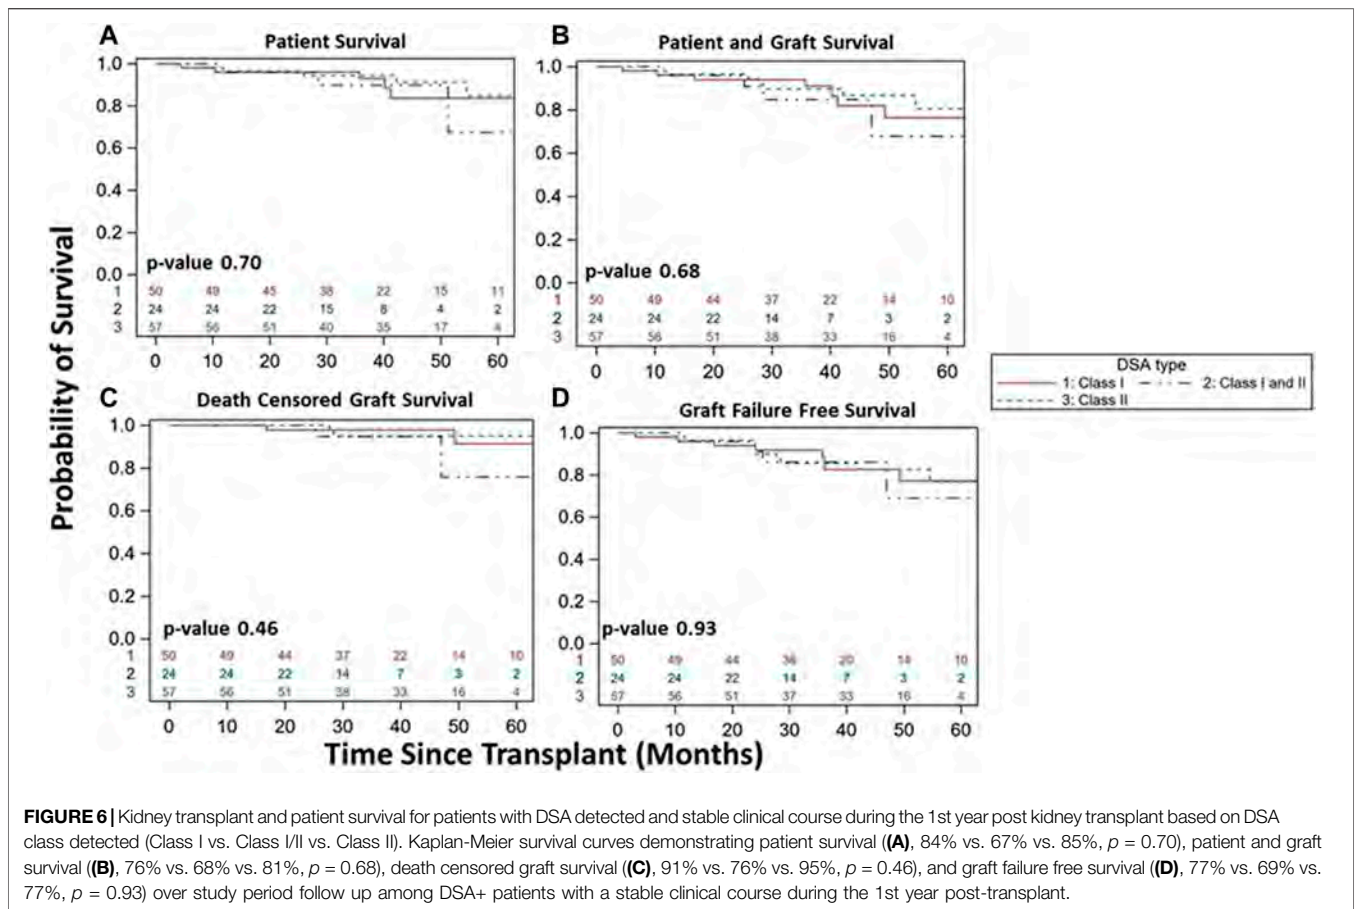 A
Patient Survival
1.0
0.8
0.6
0.4
0.2
0.0
p-value 0.70
1 50 49 45 38 22 15 11
2 24 24 22 15 8 4 2
3 57 56 51 40 35 17 4
0 10 20 30 40 50 60
B
Patient and Graft Survival
1.0
0.8
0.6
0.4
0.2
0.0
p-value 0.68
1 50 49 44 37 22 14 10
2 24 24 22 14 7 3 2
3 57 56 51 38 33 16 4
0 10 20 30 40 50 60
DSA type
1: Class I 2: Class I and II
3: Class II
Probability of Survival
C
Death Censored Graft Survival
1.0
0.8
0.6
0.4
0.2
0.0
p-value 0.46
1 50 49 44 37 22 14 10
2 24 24 22 14 7 3 2
3 57 56 51 38 33 16 4
0 10 20 30 40 50 60
D
Graft Failure Free Survival
1.0
0.8
0.6
0.4
0.2
0.0
p-value 0.93
1 50 49 44 36 20 14 10
2 24 24 22 14 7 3 2
3 57 56 51 37 33 16 4
0 10 20 30 40 50 60
Time Since Transplant (Months)
FIGURE 6 | Kidney transplant and patient survival for patients with DSA detected and stable clinical course during the 1st year post kidney transplant based on DSA
class detected (Class I vs. Class I/II vs. Class II). Kaplan-Meier survival curves demonstrating patient survival ((A), 84% vs. 67% vs. 85%, p = 0.70), patient and graft
survival ((B), 76% vs. 68% vs. 81%, p = 0.68), death censored graft survival ((C), 91% vs. 76% vs. 95%, p = 0.46), and graft failure free survival ((D), 77% vs. 69% vs.
77%, p = 0.93) over study period follow up among DSA+ patients with a stable clinical course during the 1st year post-transplant.